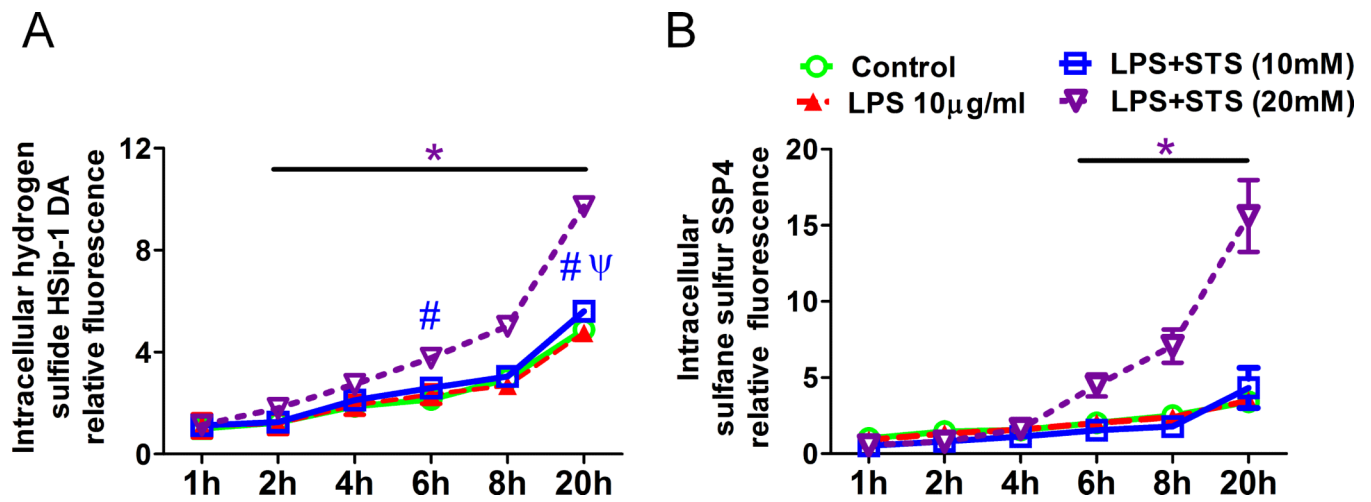 A
Intracellular hydrogen
sulfide HSip-1 DA
relative fluorescence
12
8
4
0
*
#
# ψ
1h 2h 4h 6h 8h 20h
B
Control
LPS 10μg/ml
LPS+STS (10mM)
LPS+STS (20mM)
Intracellular
sulfane sulfur SSP4
relative fluorescence
20
15
10
5
0
*
1h 2h 4h 6h 8h 20h